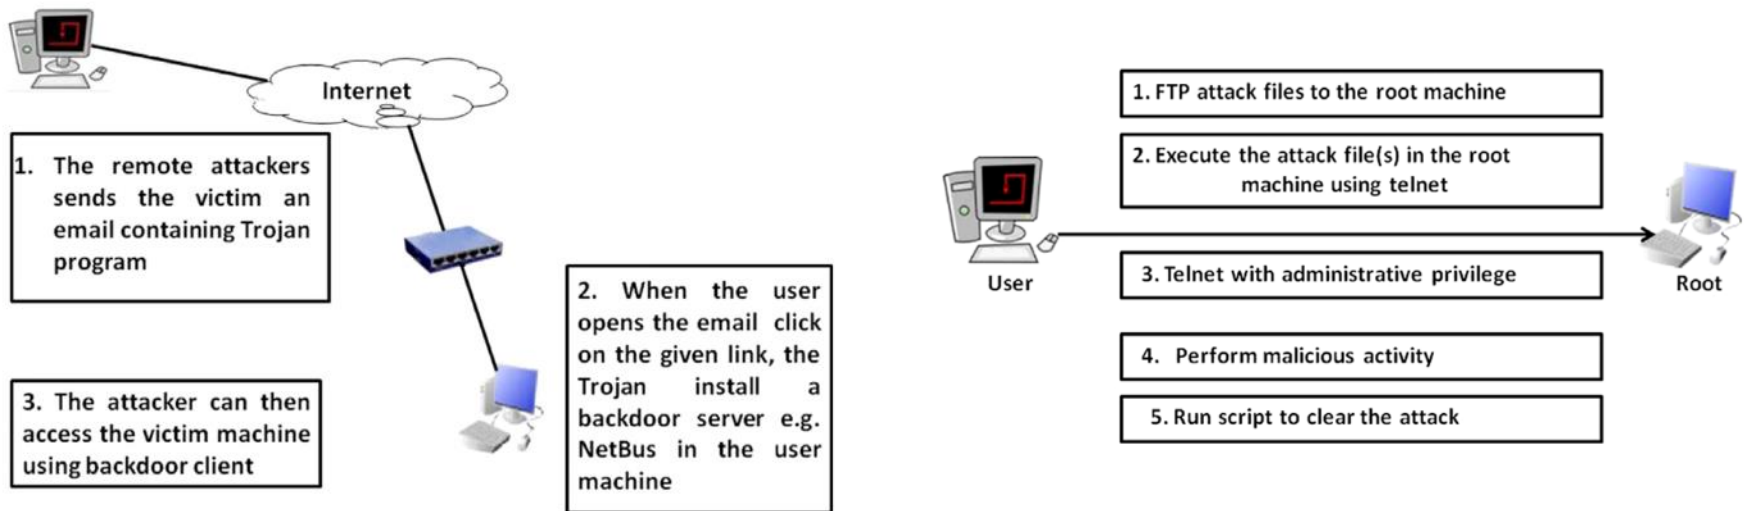 Internet
1. The remote attackers
sends the victim an
email containing Trojan
program
2. When the user
opens the email click
on the given link, the
Trojan install a
backdoor server e.g.
NetBus in the user
machine
3. The attacker can then
access the victim machine
using backdoor client
1. FTP attack files to the root machine
2. Execute the attack file(s) in the root
machine using telnet
User
Root
3. Telnet with administrative privilege
4. Perform malicious activity
5. Run script to clear the attack